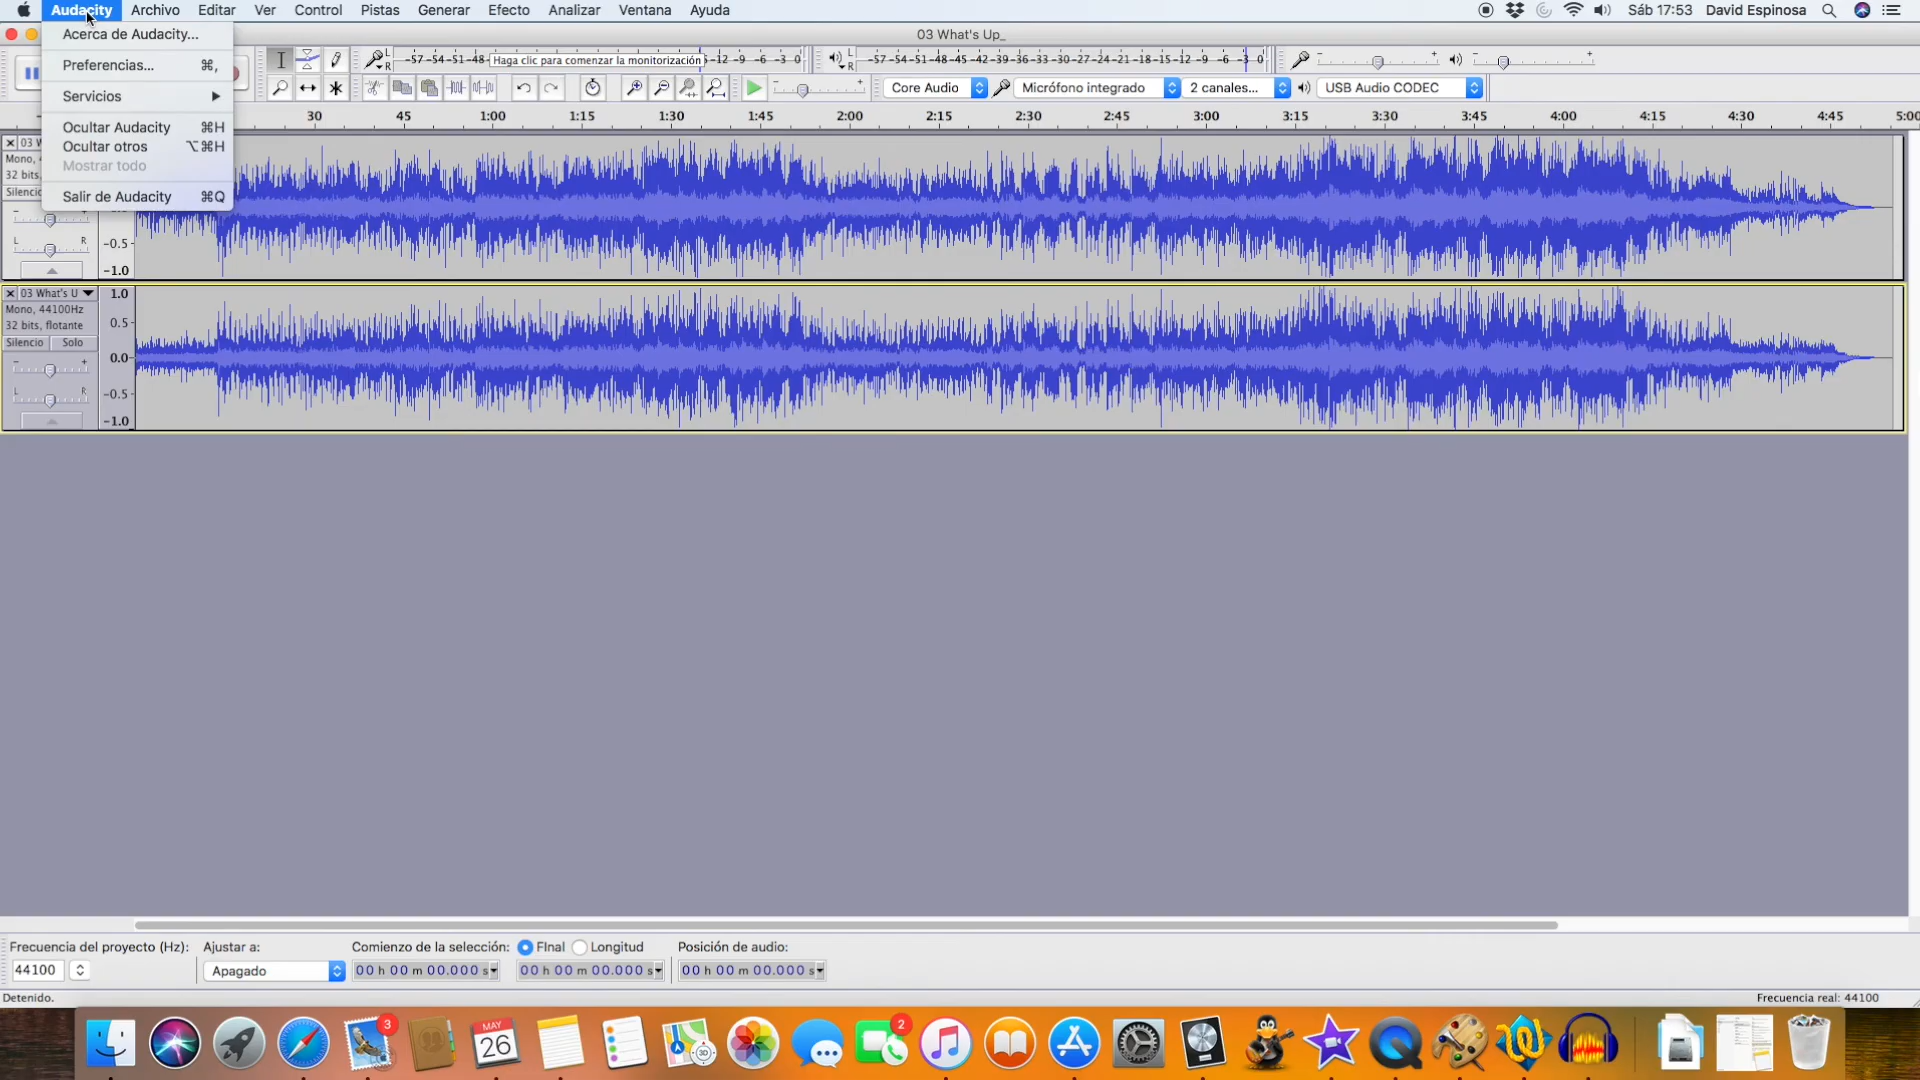 Audacity Archivo Editar Ver Control Pistas Generar Efecto Analizar Ventana Ayuda Sáb 17:53 David Espinosa
Acerca de Audacity...
Preferencias... ⌘,
Servicios
Ocultar Audacity ⌘H
Ocultar otros ⌥⌘H
Mostrar todo
Salir de Audacity ⌘Q
03 What's Up_
L R -57 -54 -51 -48 Haga clic para comenzar la monitorización -12 -9 -6 -3 0
L R -57 -54 -51 -48 -45 -42 -39 -36 -33 -30 -27 -24 -21 -18 -15 -12 -9 -6 -3 0
Core Audio Micrófono integrado 2 canales... USB Audio CODEC
30 45 1:00 1:15 1:30 1:45 2:00 2:15 2:30 2:45 3:00 3:15 3:30 3:45 4:00 4:15 4:30 4:45 5:00
03 W
Mono, 4
32 bits,
Silencio
L R
-0.5
-1.0
03 What's U
Mono, 44100Hz
32 bits, flotante
Silencio Solo
L R
1.0
0.5
0.0
-0.5
-1.0
Frecuencia del proyecto (Hz): Ajustar a: Comienzo de la selección: FInal Longitud Posición de audio:
44100 Apagado 00 h 00 m 00.000 s 00 h 00 m 00.000 s 00 h 00 m 00.000 s
Detenido. Frecuencia real: 44100
3
MAY
26
3D
2